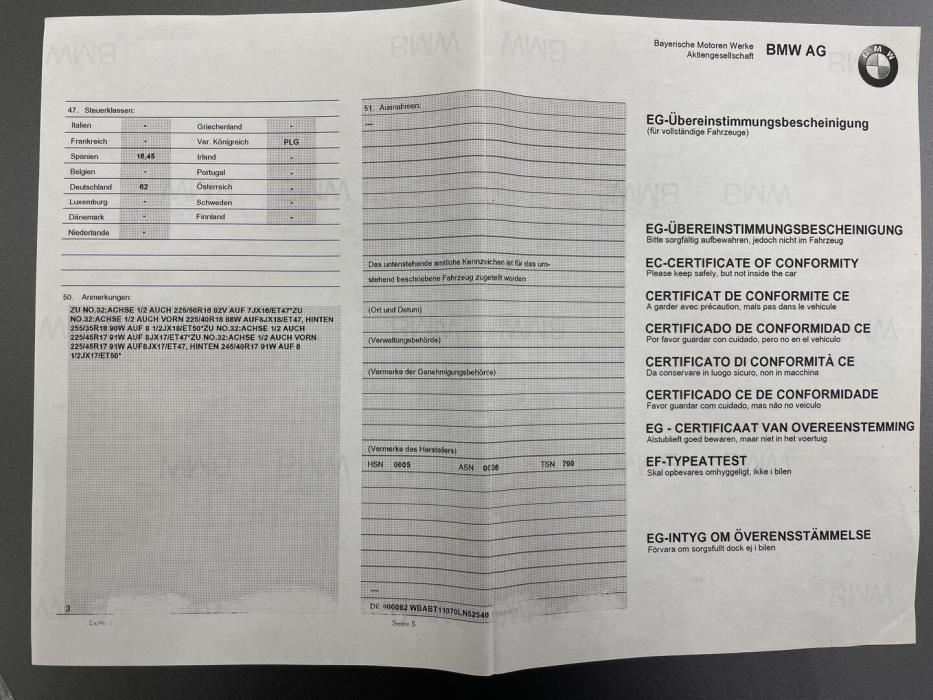 47. Steuerklassen:
Italien - Griechenland -
Frankreich - Ver. Königreich PLG
Spanien 16,45 Irland -
Belgien - Portugal -
Deutschland 62 Österreich -
Luxemburg - Schweden -
Dänemark - Finnland -
Niederlande -
50. Anmerkungen:
ZU NO.32:ACHSE 1/2 AUCH 225/50R16 92V AUF 7JX16/ET47*ZU
NO.32:ACHSE 1/2 AUCH VORN 225/40R18 88W AUF8JX18/ET47, HINTEN
255/35R18 90W AUF 8 1/2JX18/ET50*ZU NO.32:ACHSE 1/2 AUCH
225/45R17 91W AUF 8JX17/ET47*ZU NO.32:ACHSE 1/2 AUCH VORN
225/45R17 91W AUF8JX17/ET47, HINTEN 245/40R17 91W AUF 8
1/2JX17/ET50*
3
51. Ausnahmen:
---
Das untenstehende amtliche Kennzeichen ist für das um-
stehend beschriebene Fahrzeug zugeteilt worden
(Ort und Datum)
(Verwaltungsbehörde)
(Vermerke der Genehmigungsbehörde)
(Vermerke des Herstellers)
HSN 0005 ASN 0036 TSN 790
---
DE 000082 WBABT11070LN52546
Seite 5
Bayerische Motoren Werke
Aktiengesellschaft
BMW AG
BMW
EG-Übereinstimmungsbescheinigung
(für vollständige Fahrzeuge)
EG-ÜBEREINSTIMMUNGSBESCHEINIGUNG
Bitte sorgfältig aufbewahren, jedoch nicht im Fahrzeug
EC-CERTIFICATE OF CONFORMITY
Please keep safely, but not inside the car
CERTIFICAT DE CONFORMITE CE
A garder avec précaution, mais pas dans le vehicule
CERTIFICADO DE CONFORMIDAD CE
Por favor guardar con cuidado, pero no en el vehiculo
CERTIFICATO DI CONFORMITÀ CE
Da conservare in luogo sicuro, non in macchina
CERTIFICADO CE DE CONFORMIDADE
Favor guardar com cuidado, mas não no veiculo
EG - CERTIFICAAT VAN OVEREENSTEMMING
Alstublieft goed bewaren, maar niet in het voertuig
EF-TYPEATTEST
Skal opbevares omhyggeligt, ikke i bilen
EG-INTYG OM ÖVERENSSTÄMMELSE
Förvara om sorgsfullt dock ej i bilen